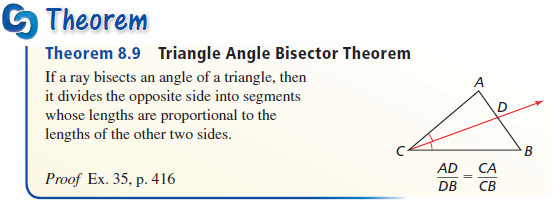 Theorem
Theorem 8.9 Triangle Angle Bisector Theorem
If a ray bisects an angle of a triangle, then
it divides the opposite side into segments
whose lengths are proportional to the
lengths of the other two sides.
Proof Ex. 35, p. 416
A
D
C
B
AD/DB = CA/CB